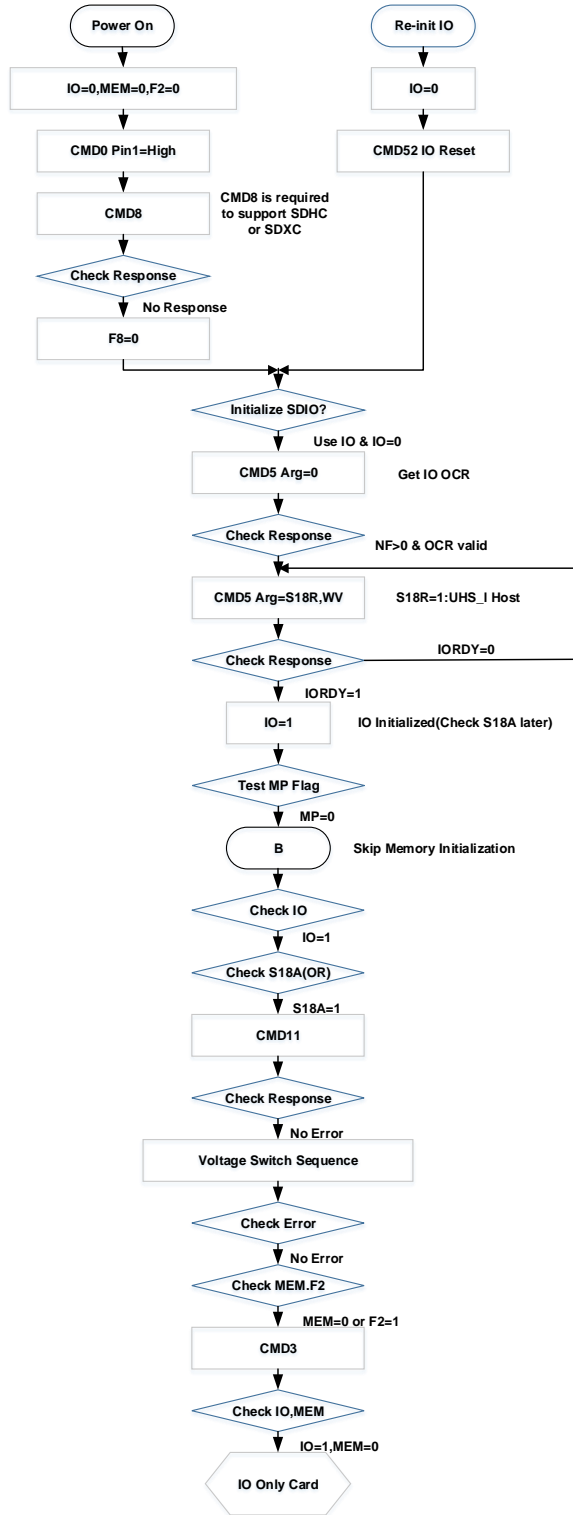 Power On
Re-init IO
IO=0,MEM=0,F2=0
IO=0
CMD0 Pin1=High
CMD52 IO Reset
CMD8
CMD8 is required
to support SDHC
or SDXC
Check Response
No Response
F8=0
Initialize SDIO?
Use IO & IO=0
CMD5 Arg=0
Get IO OCR
Check Response
NF>0 & OCR valid
CMD5 Arg=S18R,WV
S18R=1:UHS_I Host
Check Response
IORDY=0
IORDY=1
IO=1
IO Initialized(Check S18A later)
Test MP Flag
MP=0
B
Skip Memory Initialization
Check IO
IO=1
Check S18A(OR)
S18A=1
CMD11
Check Response
No Error
Voltage Switch Sequence
Check Error
No Error
Check MEM.F2
MEM=0 or F2=1
CMD3
Check IO,MEM
IO=1,MEM=0
IO Only Card